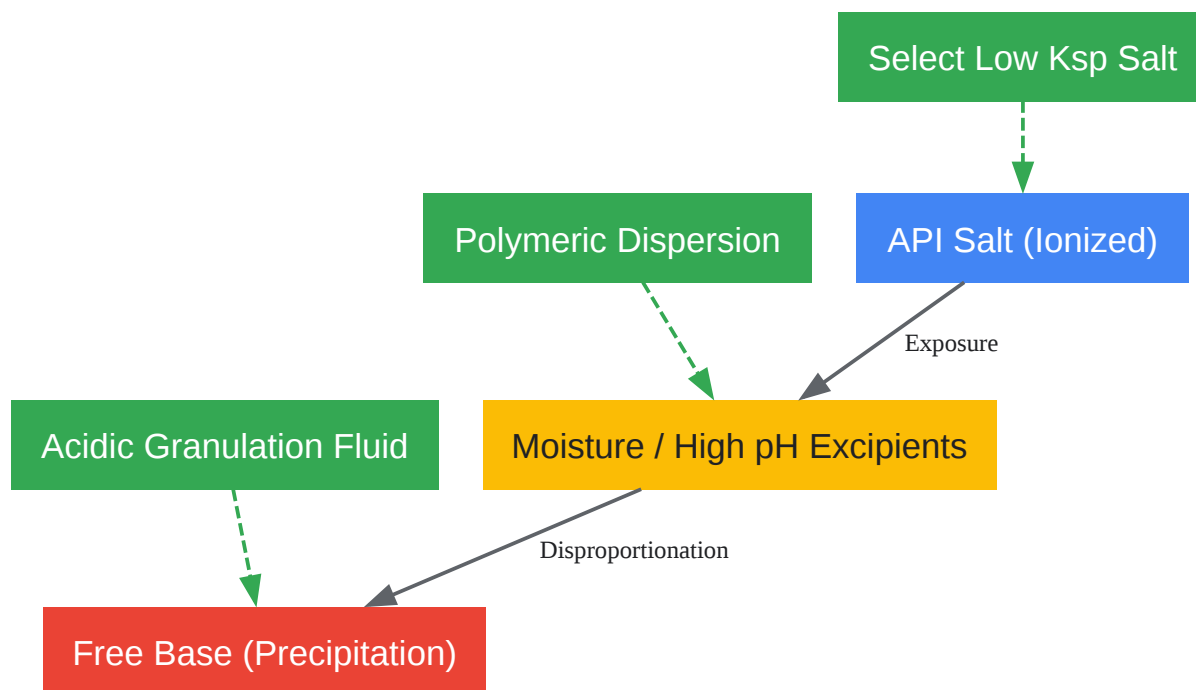 Select Low Ksp Salt
Polymeric Dispersion
API Salt (Ionized)
Exposure
Acidic Granulation Fluid
Moisture / High pH Excipients
Disproportionation
Free Base (Precipitation)